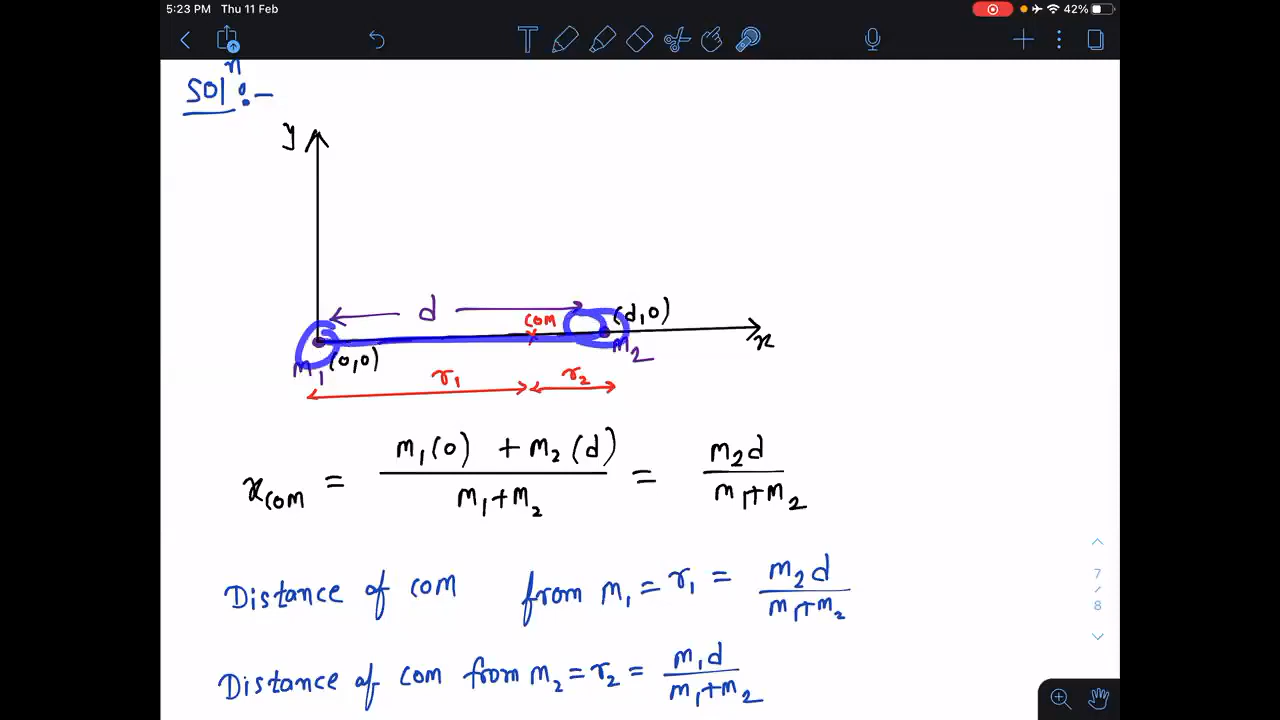 5:23 PM Thu 11 Feb
42%
Solⁿ :-
y
d
com
(d,0)
m₁
(0,0)
m₂
x
r₁
r₂
x_COM = (m₁(0) + m₂(d)) / (m₁+m₂) = m₂d / (m₁+m₂)
Distance of com from m₁ = r₁ = m₂d / (m₁+m₂)
Distance of com from m₂ = r₂ = m₁d / (m₁+m₂)
7
/
8